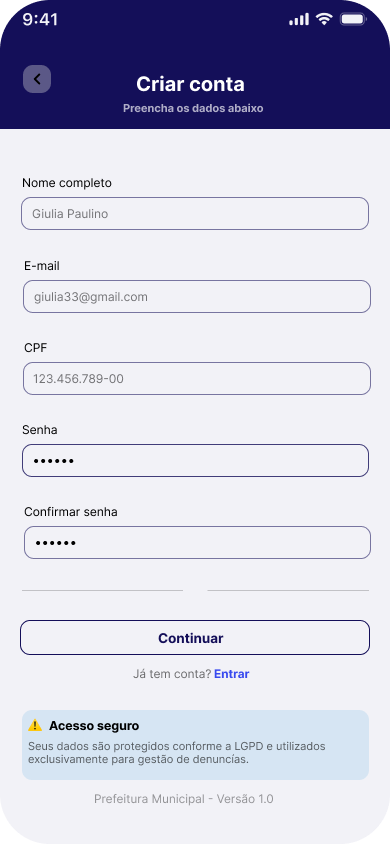 9:41
Criar conta
Preencha os dados abaixo
Nome completo
Giulia Paulino
E-mail
giulia33@gmail.com
CPF
123.456.789-00
Senha
••••••
Confirmar senha
••••••
Continuar
Já tem conta? Entrar
Acesso seguro
Seus dados são protegidos conforme a LGPD e utilizados
exclusivamente para gestão de denuncías.
Prefeitura Municipal - Versão 1.0